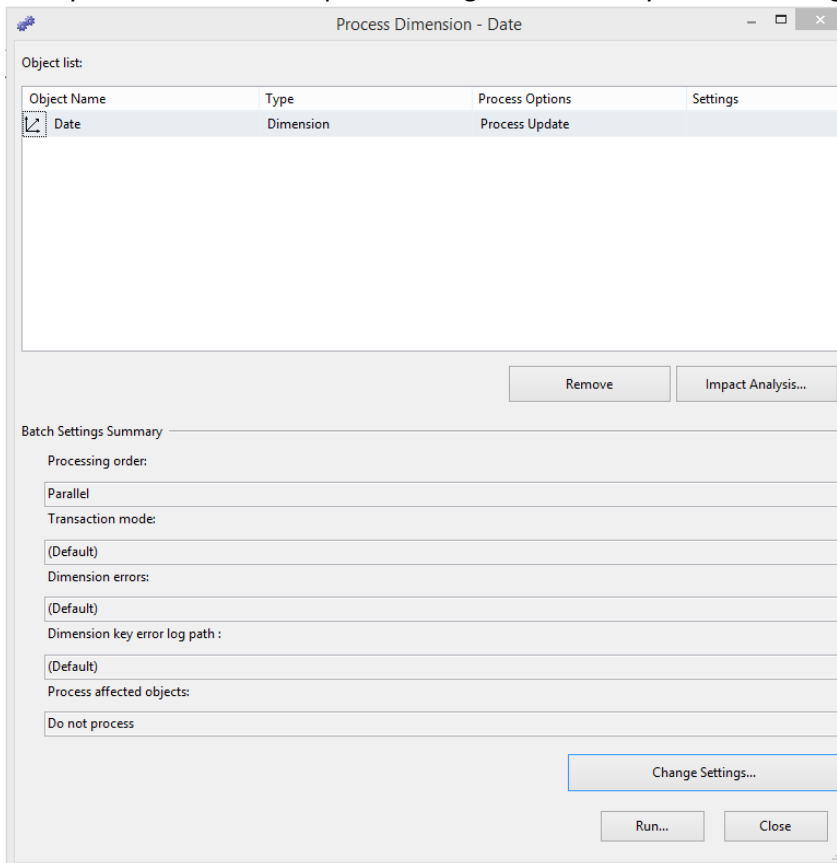 Process Dimension - Date
Object list:
Object Name Type Process Options Settings
Date Dimension Process Update
Remove Impact Analysis...
Batch Settings Summary
Processing order:
Parallel
Transaction mode:
(Default)
Dimension errors:
(Default)
Dimension key error log path :
(Default)
Process affected objects:
Do not process
Change Settings...
Run... Close